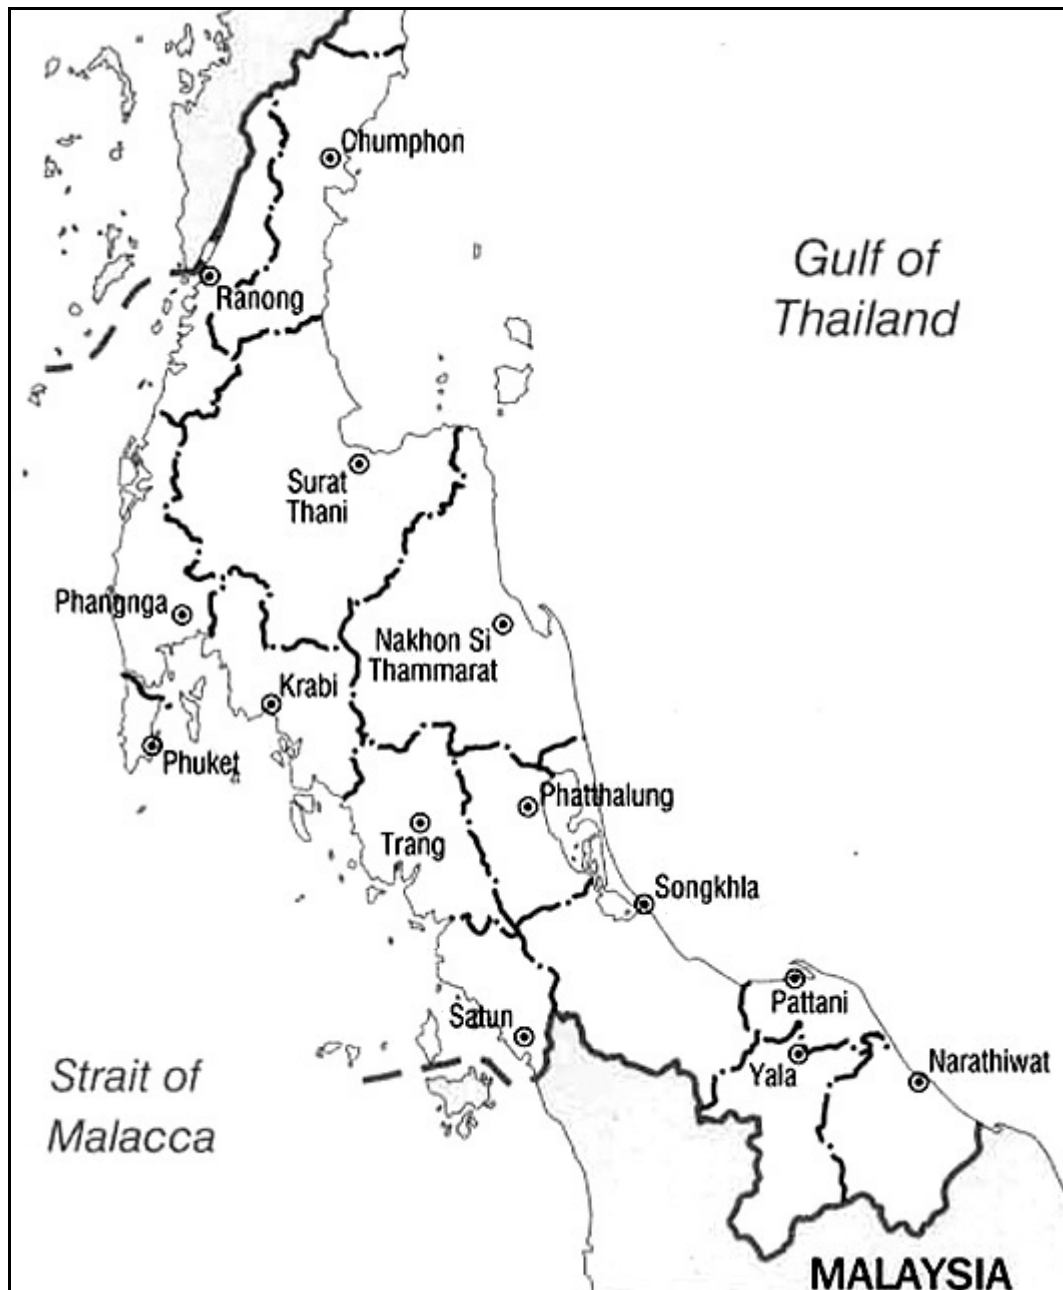 Chumphon
Gulf of
Thailand
Ranong
Surat
Thani
Phangnga
Nakhon Si
Thammarat
Krabi
Phuket
Phatthalung
Trang
Songkhla
Pattani
Satun
Yala
Narathiwat
Strait of
Malacca
MALAYSIA